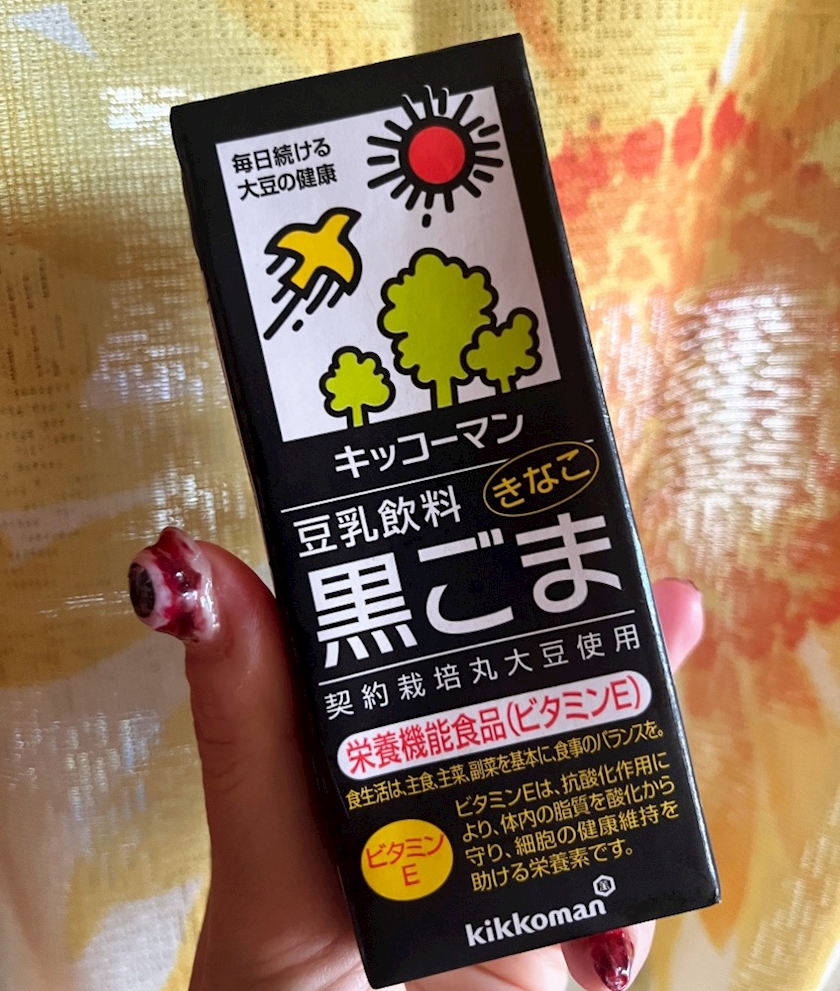 毎日続ける
大豆の健康
キッコーマン
豆乳飲料 きなこ
黒ごま
契約栽培丸大豆使用
栄養機能食品(ビタミンE)
食生活は、主食、主菜、副菜を基本に、食事のバランスを。
ビタミン
E
ビタミンEは、抗酸化作用に
より、体内の脂質を酸化から
守り、細胞の健康維持を
助ける栄養素です。
kikkoman